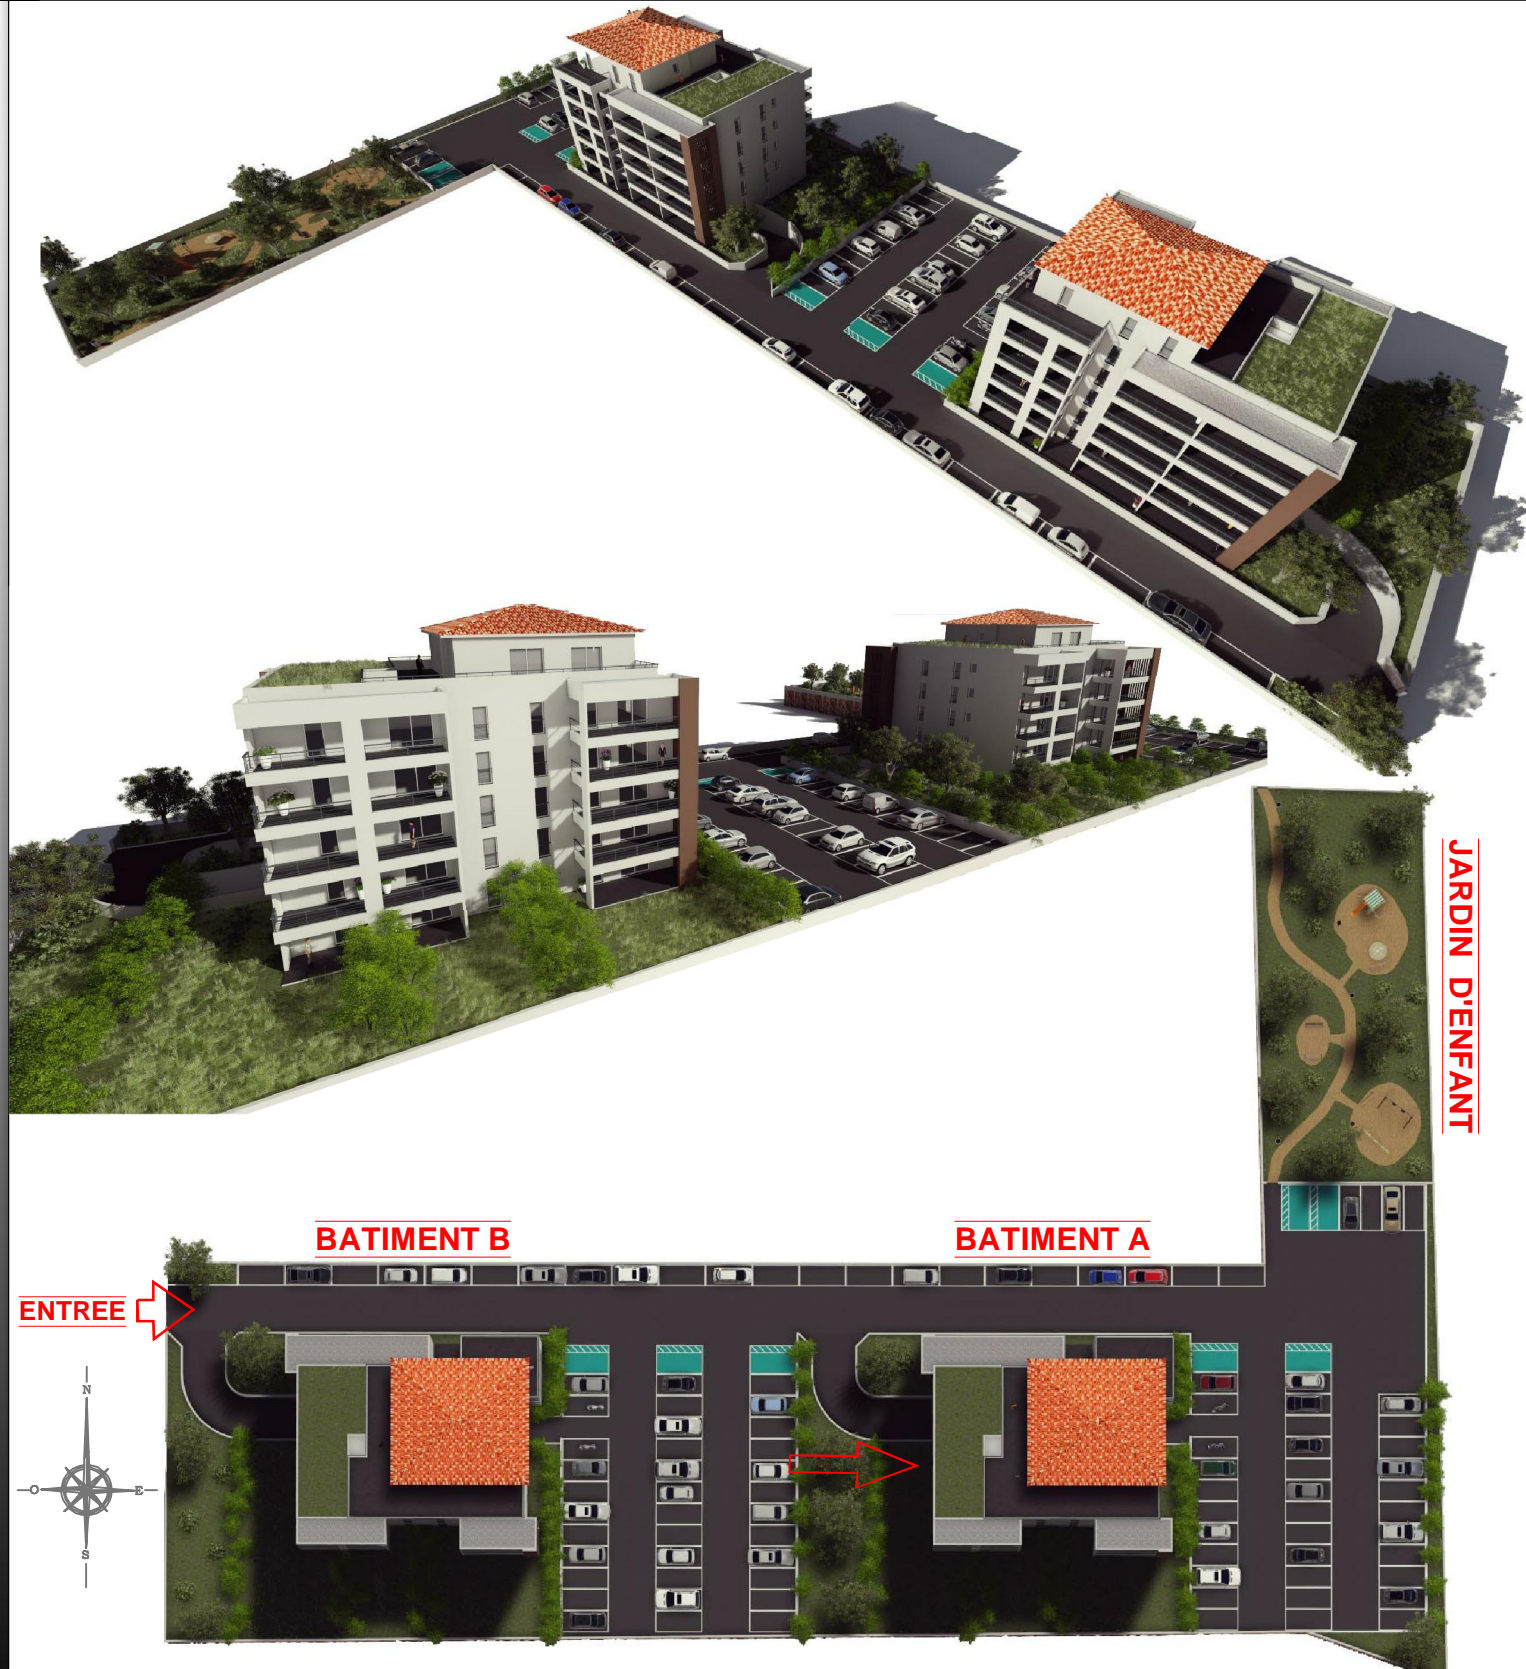 JARDIN D'ENFANT
BATIMENT B
BATIMENT A
ENTREE
N
O
E
S